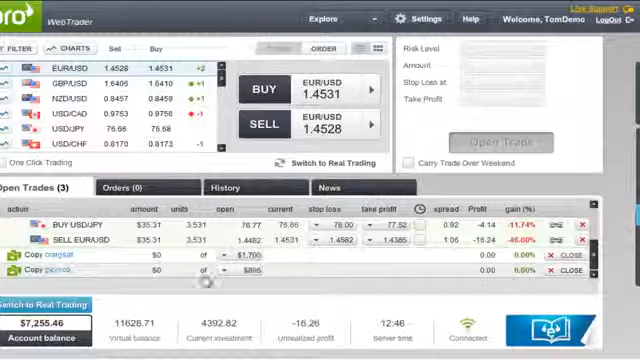 Live Support
pro WebTrader Explore Settings Help Welcome, TomDemo LogOut
FILTER CHARTS Sell Buy ORDER
EUR/USD 1.4528 1.4531 +2
GBP/USD 1.6406 1.6410 +1
NZD/USD 0.8457 0.8459 +1
USD/CAD 0.9753 0.9756 -1
USD/JPY 76.66 76.68
USD/CHF 0.8170 0.8173 -1
One Click Trading
BUY EUR/USD 1.4531
SELL EUR/USD 1.4528
Switch to Real Trading
Risk Level
Amount
Stop Loss at
Take Profit
Open Trade
Carry Trade Over Weekend
Open Trades (3) Orders (0) History News
action amount units open current stop loss take profit spread Profit gain (%)
BUY USD/JPY $35.31 3,531 76.77 76.66 76.00 77.52 0.92 -4.14 -11.74%
SELL EUR/USD $35.31 3,531 1.4482 1.4531 1.4582 1.4385 1.06 -16.24 -46.00%
Copy $0 of $1,700 0.00 0.00% CLOSE
Copy $0 of $895 0.00 0.00% CLOSE
Switch to Real Trading
$7,255.46 11628.71 4392.82 -16.26 12:46
Account balance Virtual balance Current investment Unrealized profit Server time Connected